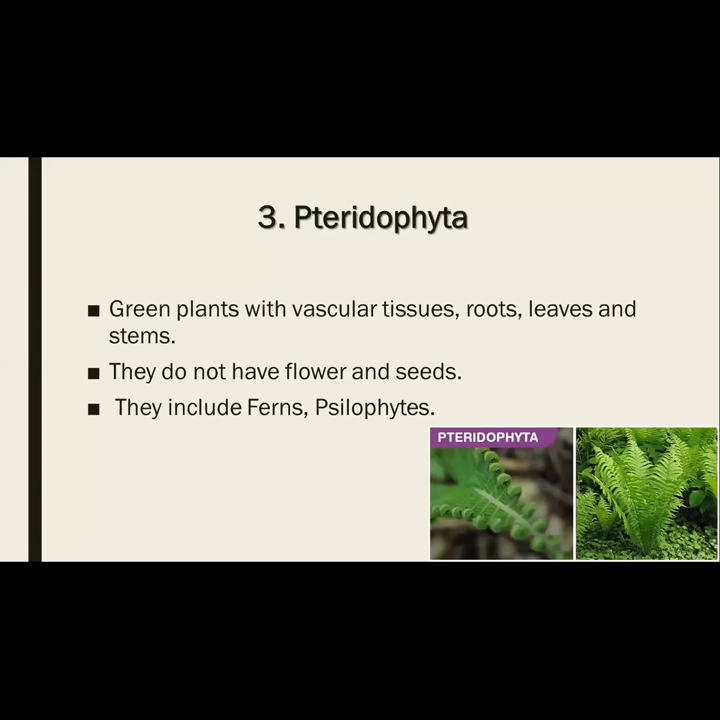 3. Pteridophyta
■ Green plants with vascular tissues, roots, leaves and
stems.
■ They do not have flower and seeds.
■ They include Ferns, Psilophytes.
PTERIDOPHYTA